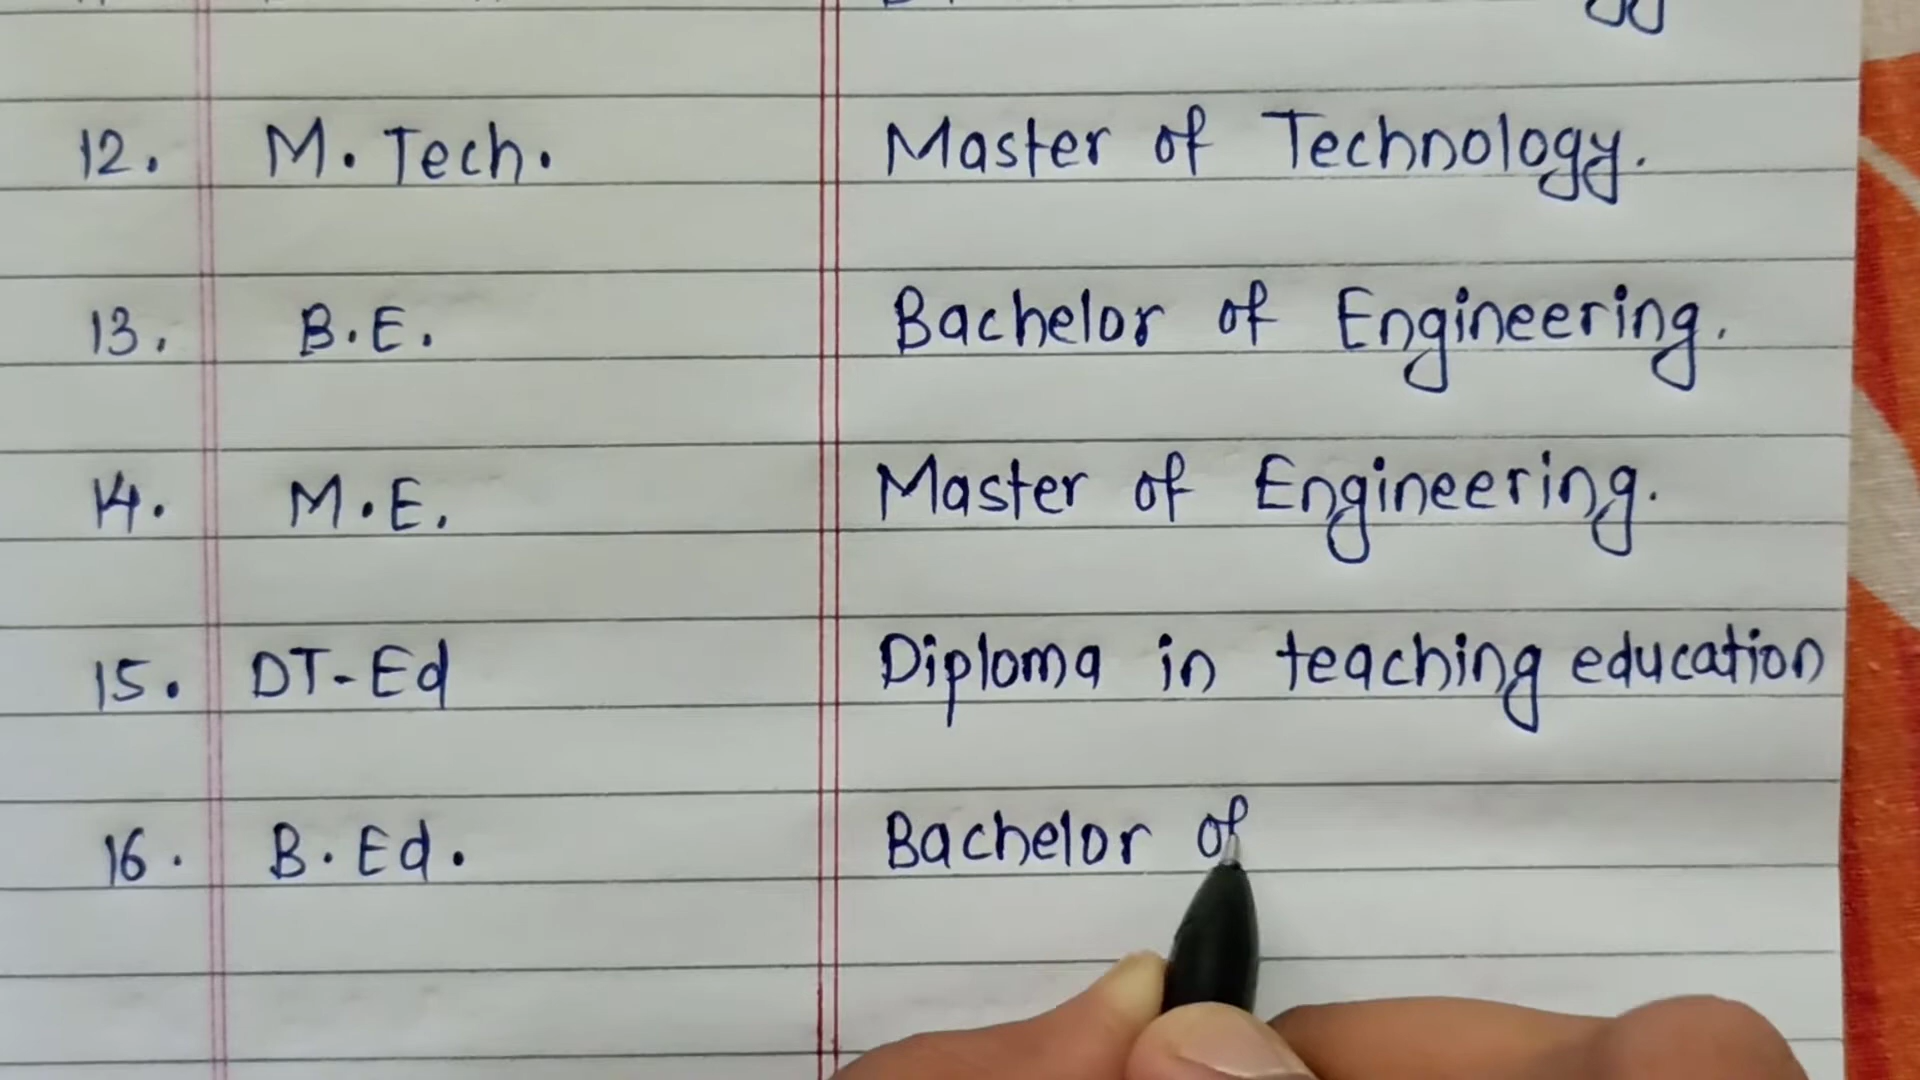 12. M. Tech. Master of Technology.
13. B.E. Bachelor of Engineering.
14. M.E. Master of Engineering.
15. DT-Ed Diploma in teaching education
16. B.Ed. Bachelor of